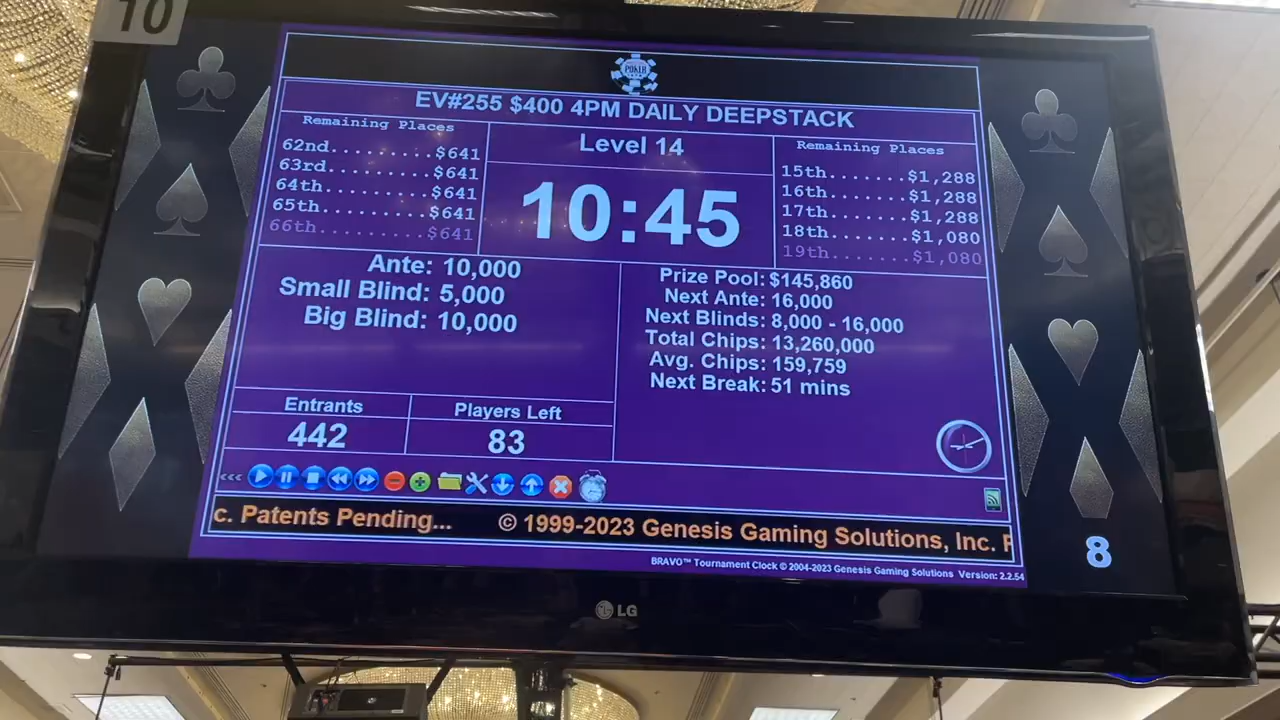 10
POKER
EV#255 $400 4PM DAILY DEEPSTACK
Remaining Places
62nd.........$641
63rd.........$641
64th.........$641
65th.........$641
66th.........$641
Level 14
10:45
Remaining Places
15th.......$1,288
16th.......$1,288
17th.......$1,288
18th.......$1,080
19th.......$1,080
Ante: 10,000
Small Blind: 5,000
Big Blind: 10,000
Prize Pool: $145,860
Next Ante: 16,000
Next Blinds: 8,000 - 16,000
Total Chips: 13,260,000
Avg. Chips: 159,759
Next Break: 51 mins
Entrants
442
Players Left
83
<<<
c. Patents Pending... © 1999-2023 Genesis Gaming Solutions, Inc. P
BRAVO™ Tournament Clock © 2004-2023 Genesis Gaming Solutions Version: 2.2.54
8
LG